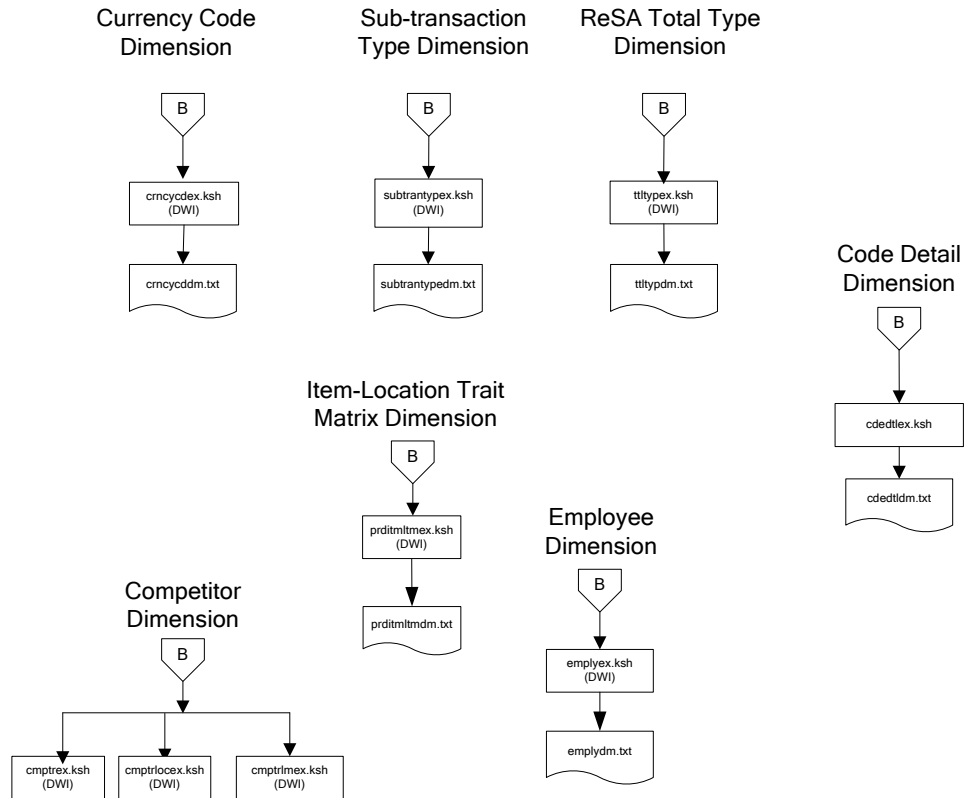 Currency Code
Dimension
Sub-transaction
Type Dimension
ReSA Total Type
Dimension
B
B
B
crncycdex.ksh
(DWI)
subtrantypex.ksh
(DWI)
ttltypex.ksh
(DWI)
crncycddm.txt
subtrantypedm.txt
ttltypdm.txt
Code Detail
Dimension
B
cdedtlex.ksh
cdedtldm.txt
Item-Location Trait
Matrix Dimension
B
prditmltmex.ksh
(DWI)
prditmltmdm.txt
Employee
Dimension
B
emplyex.ksh
(DWI)
emplydm.txt
Competitor
Dimension
B
cmptrex.ksh
(DWI)
cmptrlocex.ksh
(DWI)
cmptrlmex.ksh
(DWI)